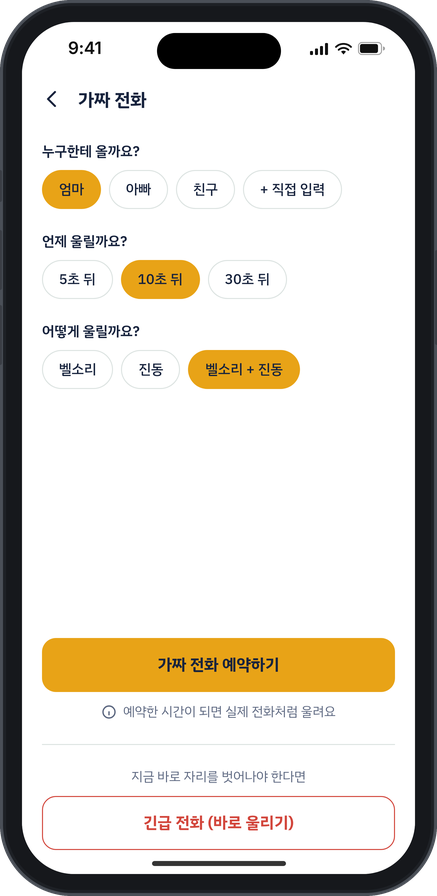 9:41
가짜 전화
누구한테 올까요?
엄마 아빠 친구 + 직접 입력
언제 울릴까요?
5초 뒤 10초 뒤 30초 뒤
어떻게 울릴까요?
벨소리 진동 벨소리 + 진동
가짜 전화 예약하기
예약한 시간이 되면 실제 전화처럼 울려요
지금 바로 자리를 벗어나야 한다면
긴급 전화 (바로 울리기)